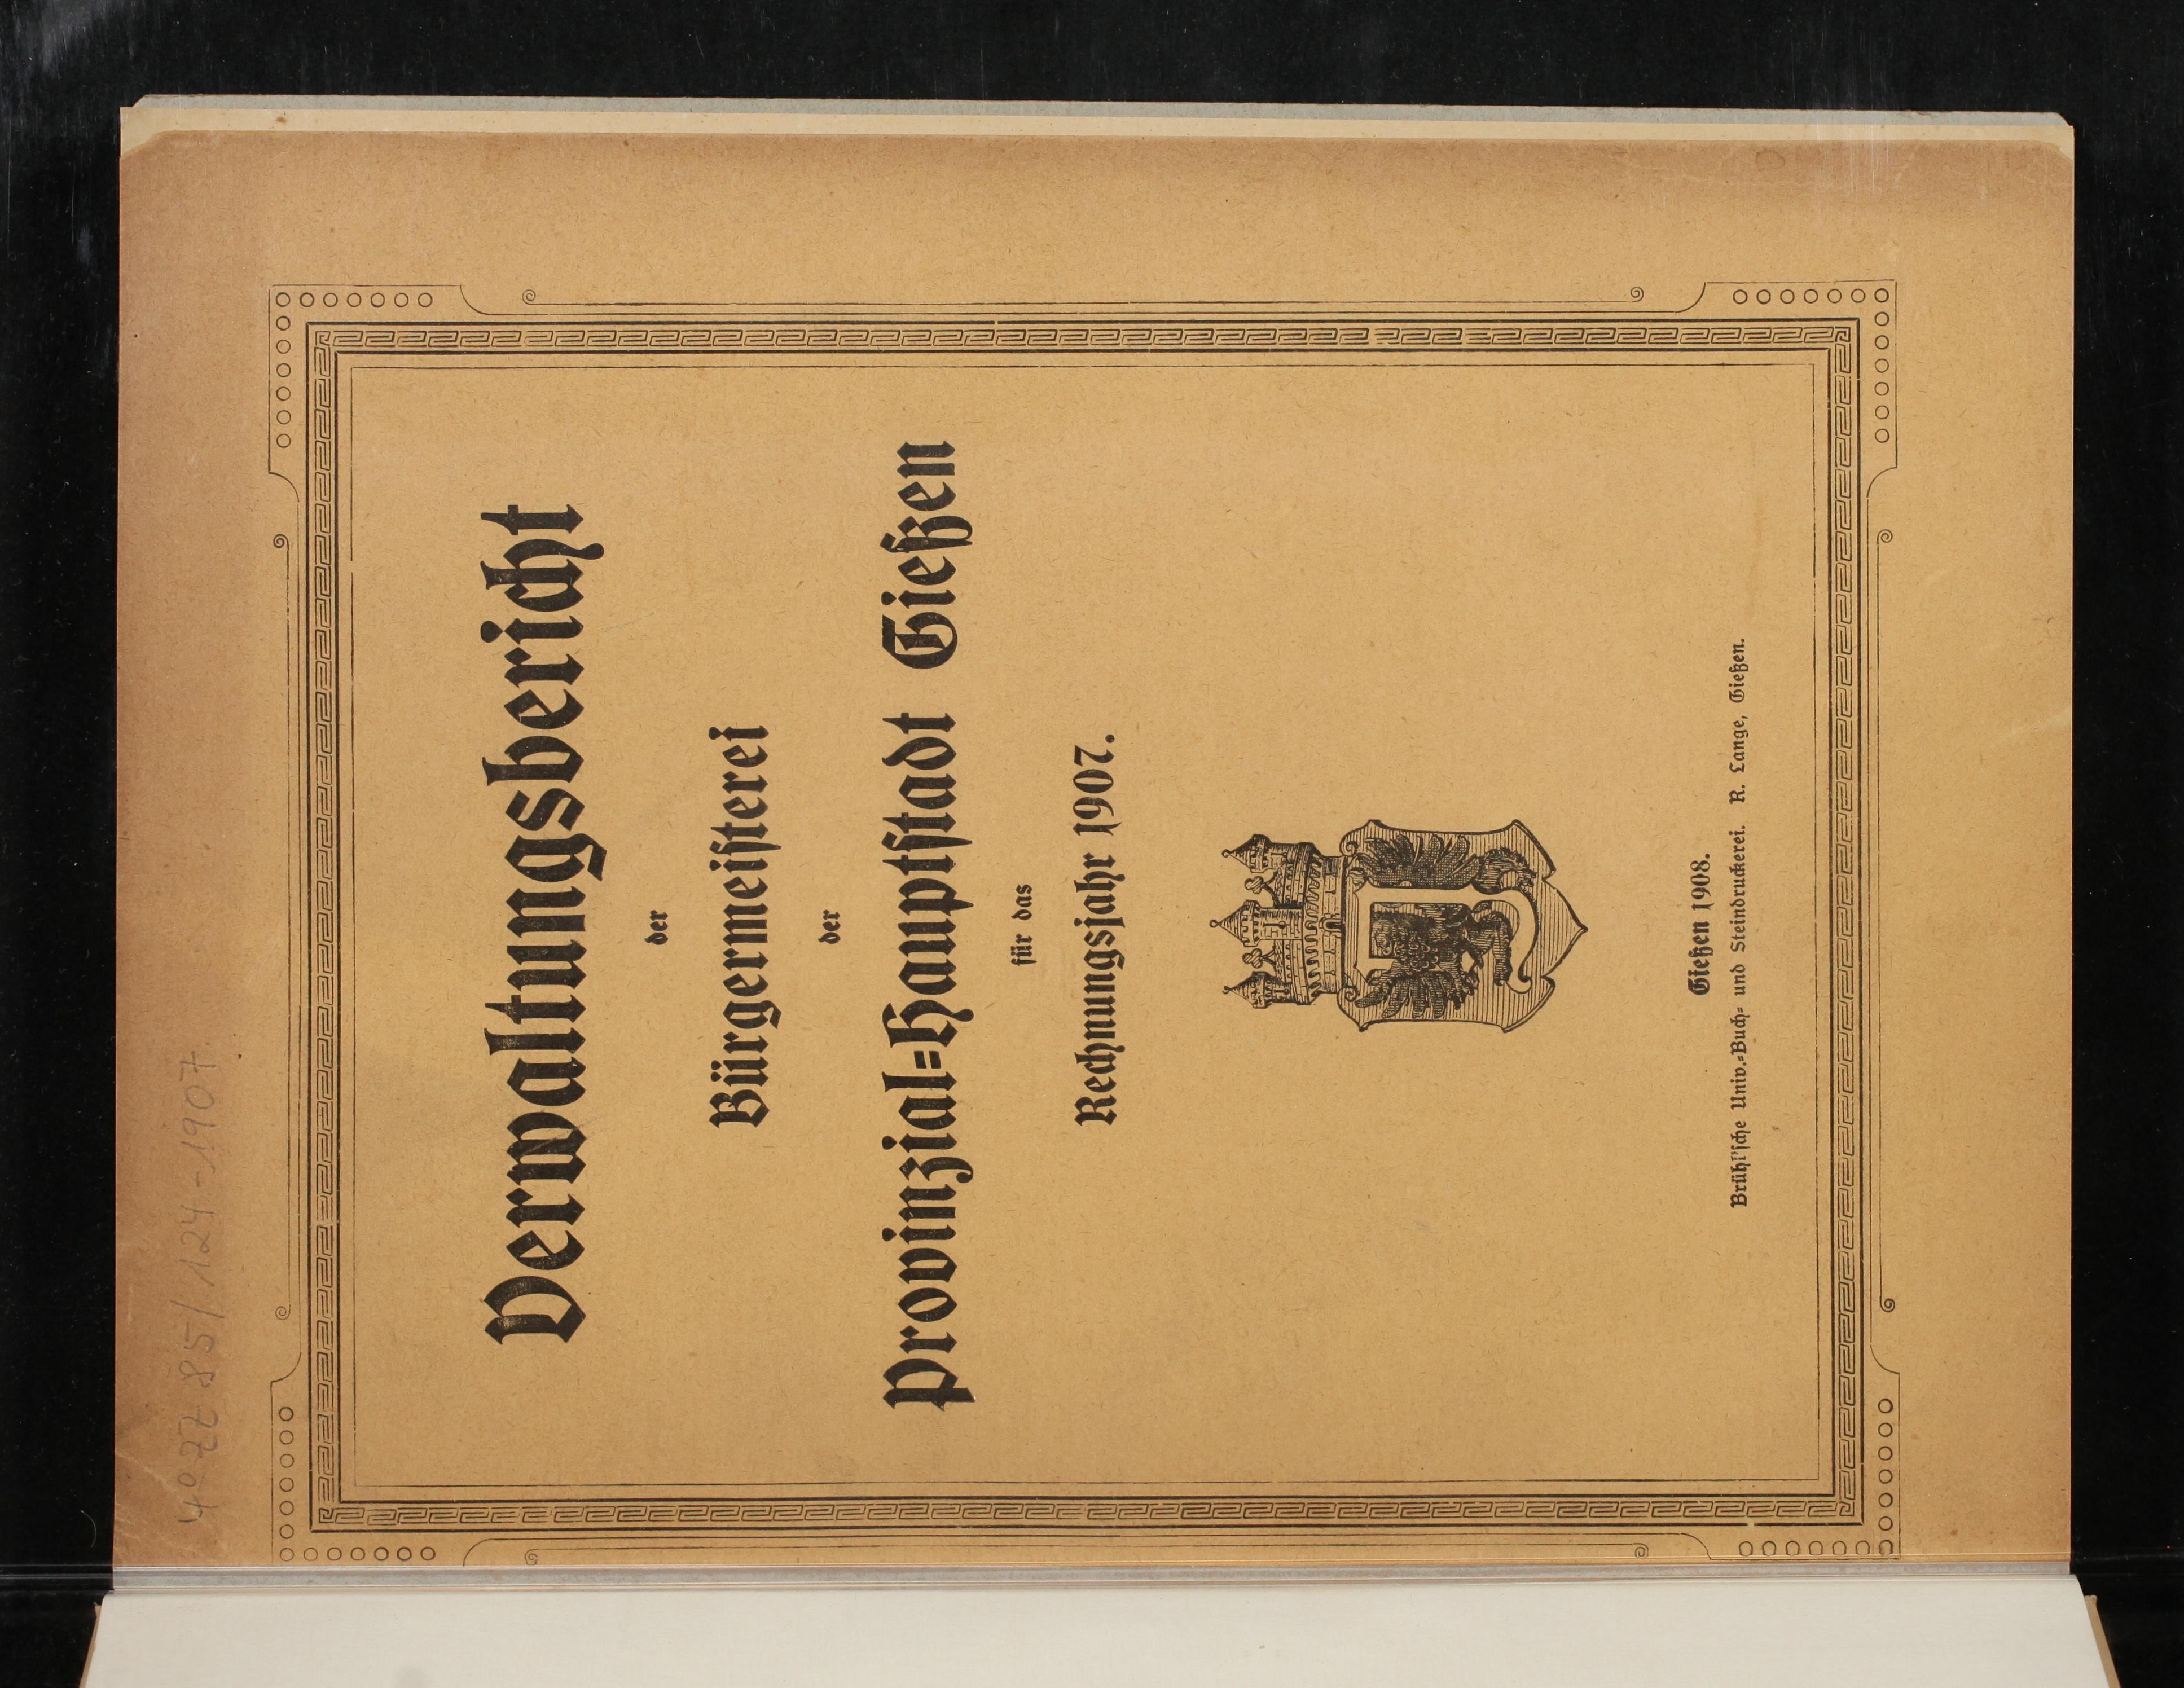 4° ZZ 85/124-1907
Verwaltungsbericht
der
Bürgermeisterei
der
Provinzial-Hauptstadt Gießen
für das
Rechnungsjahr 1907.
Gießen 1908.
Brühl'sche Univ.-Buch- und Steindruckerei. R. Lange, Gießen.